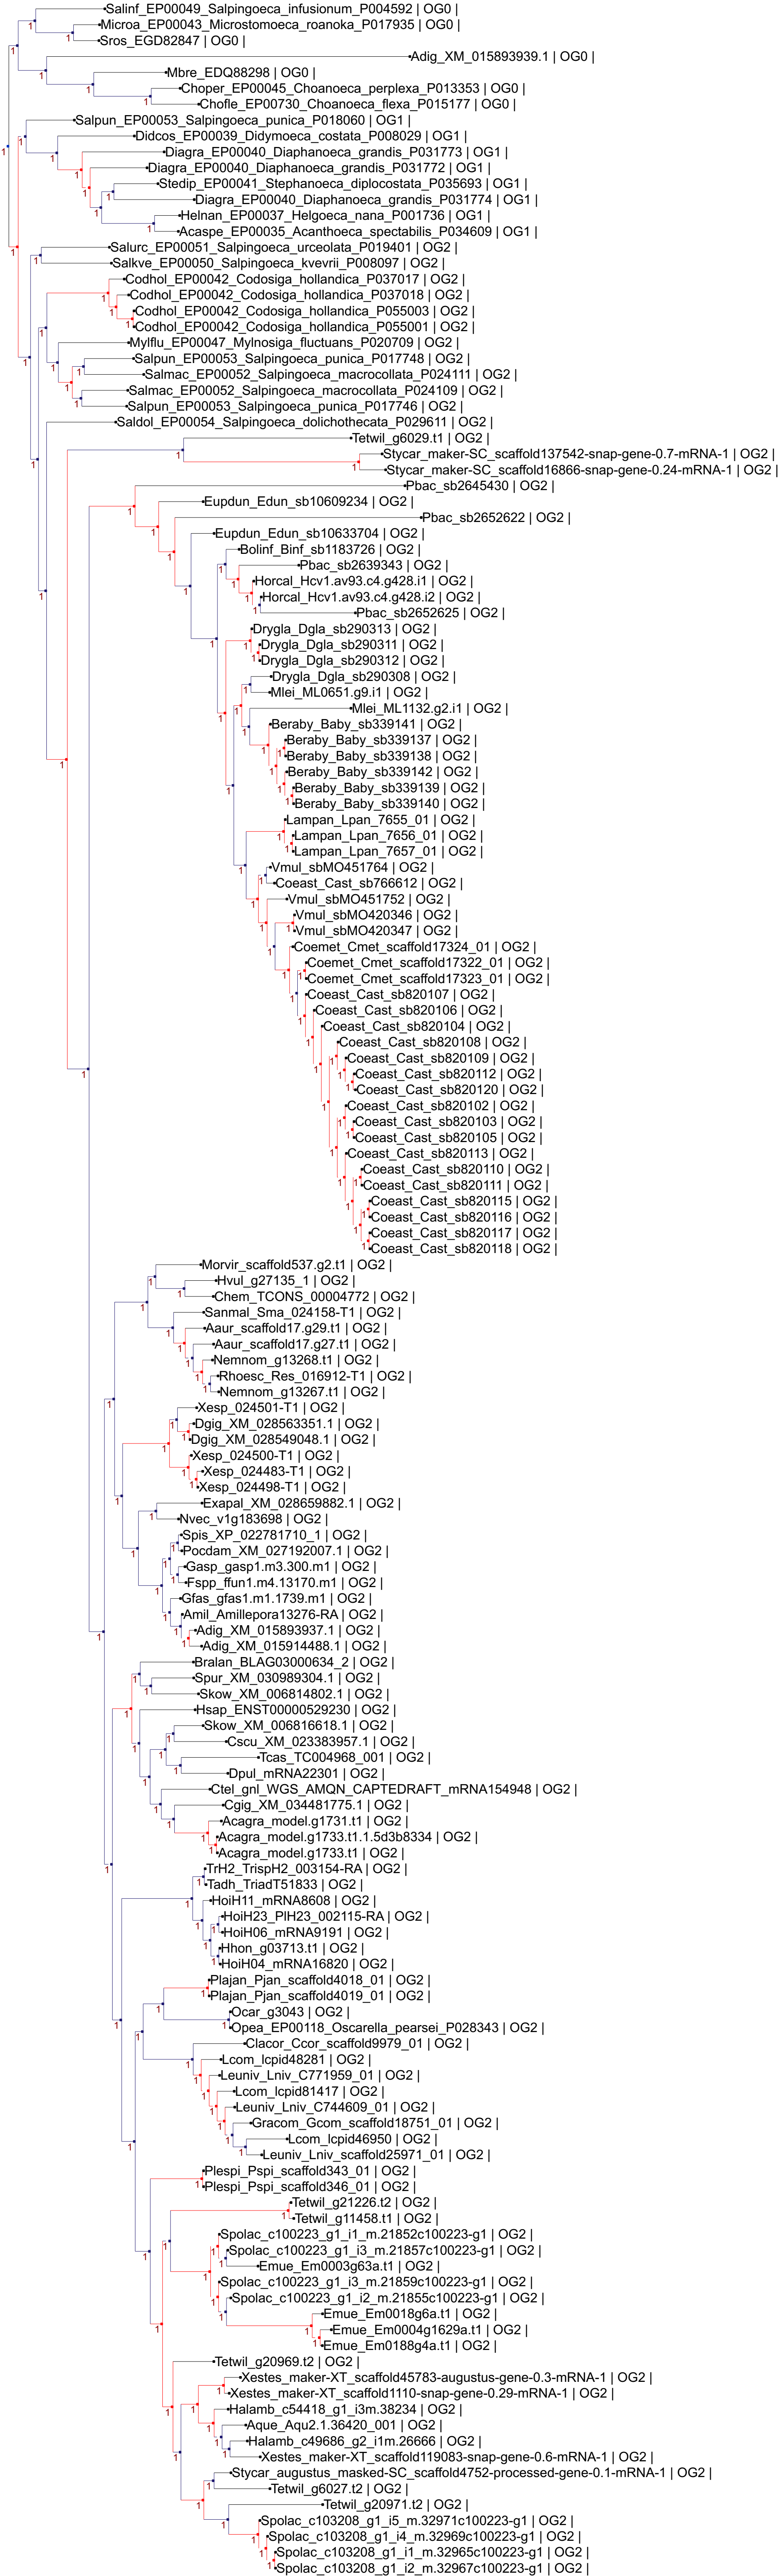 Salinf_EP00049_Salpingoeca_infusionum_P004592 | OG0 |
Microa_EP00043_Microstomoeca_roanoka_P017935 | OG0 |
Sros_EGD82847 | OG0 |
Adig_XM_015893939.1 | OG0 |
Mbre_EDQ88298 | OG0 |
Choper_EP00045_Choanoeca_perplexa_P013353 | OG0 |
Chofle_EP00730_Choanoeca_flexa_P015177 | OG0 |
Salpun_EP00053_Salpingoeca_punica_P018060 | OG1 |
Didcos_EP00039_Didymoeca_costata_P008029 | OG1 |
Diagra_EP00040_Diaphanoeca_grandis_P031773 | OG1 |
Diagra_EP00040_Diaphanoeca_grandis_P031772 | OG1 |
Stedip_EP00041_Stephanoeca_diplocostata_P035693 | OG1 |
Diagra_EP00040_Diaphanoeca_grandis_P031774 | OG1 |
Helnan_EP00037_Helgoeca_nana_P001736 | OG1 |
Acaspe_EP00035_Acanthoeca_spectabilis_P034609 | OG1 |
Salurc_EP00051_Salpingoeca_urceolata_P019401 | OG2 |
Salkve_EP00050_Salpingoeca_kvevrii_P008097 | OG2 |
Codhol_EP00042_Codosiga_hollandica_P037017 | OG2 |
Codhol_EP00042_Codosiga_hollandica_P037018 | OG2 |
Codhol_EP00042_Codosiga_hollandica_P055003 | OG2 |
Codhol_EP00042_Codosiga_hollandica_P055001 | OG2 |
Mylflu_EP00047_Mylnosiga_fluctuans_P020709 | OG2 |
Salpun_EP00053_Salpingoeca_punica_P017748 | OG2 |
Salmac_EP00052_Salpingoeca_macrocollata_P024111 | OG2 |
Salmac_EP00052_Salpingoeca_macrocollata_P024109 | OG2 |
Salpun_EP00053_Salpingoeca_punica_P017746 | OG2 |
Saldol_EP00054_Salpingoeca_dolichothecata_P029611 | OG2 |
Tetwil_g6029.t1 | OG2 |
Stycar_maker-SC_scaffold137542-snap-gene-0.7-mRNA-1 | OG2 |
Stycar_maker-SC_scaffold16866-snap-gene-0.24-mRNA-1 | OG2 |
Pbac_sb2645430 | OG2 |
Eupdun_Edun_sb10609234 | OG2 |
Pbac_sb2652622 | OG2 |
Eupdun_Edun_sb10633704 | OG2 |
Bolinf_Binf_sb1183726 | OG2 |
Pbac_sb2639343 | OG2 |
Horcal_Hcv1.av93.c4.g428.i1 | OG2 |
Horcal_Hcv1.av93.c4.g428.i2 | OG2 |
Pbac_sb2652625 | OG2 |
Drygla_Dgla_sb290313 | OG2 |
Drygla_Dgla_sb290311 | OG2 |
Drygla_Dgla_sb290312 | OG2 |
Drygla_Dgla_sb290308 | OG2 |
Mlei_ML0651.g9.i1 | OG2 |
Mlei_ML1132.g2.i1 | OG2 |
Beraby_Baby_sb339141 | OG2 |
Beraby_Baby_sb339137 | OG2 |
Beraby_Baby_sb339138 | OG2 |
Beraby_Baby_sb339142 | OG2 |
Beraby_Baby_sb339139 | OG2 |
Beraby_Baby_sb339140 | OG2 |
Lampan_Lpan_7655_01 | OG2 |
Lampan_Lpan_7656_01 | OG2 |
Lampan_Lpan_7657_01 | OG2 |
Vmul_sbMO451764 | OG2 |
Coeast_Cast_sb766612 | OG2 |
Vmul_sbMO451752 | OG2 |
Vmul_sbMO420346 | OG2 |
Vmul_sbMO420347 | OG2 |
Coemet_Cmet_scaffold17324_01 | OG2 |
Coemet_Cmet_scaffold17322_01 | OG2 |
Coemet_Cmet_scaffold17323_01 | OG2 |
Coeast_Cast_sb820107 | OG2 |
Coeast_Cast_sb820106 | OG2 |
Coeast_Cast_sb820104 | OG2 |
Coeast_Cast_sb820108 | OG2 |
Coeast_Cast_sb820109 | OG2 |
Coeast_Cast_sb820112 | OG2 |
Coeast_Cast_sb820120 | OG2 |
Coeast_Cast_sb820102 | OG2 |
Coeast_Cast_sb820103 | OG2 |
Coeast_Cast_sb820105 | OG2 |
Coeast_Cast_sb820113 | OG2 |
Coeast_Cast_sb820110 | OG2 |
Coeast_Cast_sb820111 | OG2 |
Coeast_Cast_sb820115 | OG2 |
Coeast_Cast_sb820116 | OG2 |
Coeast_Cast_sb820117 | OG2 |
Coeast_Cast_sb820118 | OG2 |
Morvir_scaffold537.g2.t1 | OG2 |
Hvul_g27135_1 | OG2 |
Chem_TCONS_00004772 | OG2 |
Sanmal_Sma_024158-T1 | OG2 |
Aaur_scaffold17.g29.t1 | OG2 |
Aaur_scaffold17.g27.t1 | OG2 |
Nemnom_g13268.t1 | OG2 |
Rhoesc_Res_016912-T1 | OG2 |
Nemnom_g13267.t1 | OG2 |
Xesp_024501-T1 | OG2 |
Dgig_XM_028563351.1 | OG2 |
Dgig_XM_028549048.1 | OG2 |
Xesp_024500-T1 | OG2 |
Xesp_024483-T1 | OG2 |
Xesp_024498-T1 | OG2 |
Exapal_XM_028659882.1 | OG2 |
Nvec_v1g183698 | OG2 |
Spis_XP_022781710_1 | OG2 |
Pocdam_XM_027192007.1 | OG2 |
Gasp_gasp1.m3.300.m1 | OG2 |
Fspp_ffun1.m4.13170.m1 | OG2 |
Gfas_gfas1.m1.1739.m1 | OG2 |
Amil_Amillepora13276-RA | OG2 |
Adig_XM_015893937.1 | OG2 |
Adig_XM_015914488.1 | OG2 |
Bralan_BLAG03000634_2 | OG2 |
Spur_XM_030989304.1 | OG2 |
Skow_XM_006814802.1 | OG2 |
Hsap_ENST00000529230 | OG2 |
Skow_XM_006816618.1 | OG2 |
Cscu_XM_023383957.1 | OG2 |
Tcas_TC004968_001 | OG2 |
Dpul_mRNA22301 | OG2 |
Ctel_gnl_WGS_AMQN_CAPTEDRAFT_mRNA154948 | OG2 |
Cgig_XM_034481775.1 | OG2 |
Acagra_model.g1731.t1 | OG2 |
Acagra_model.g1733.t1.1.5d3b8334 | OG2 |
Acagra_model.g1733.t1 | OG2 |
TrH2_TrispH2_003154-RA | OG2 |
Tadh_TriadT51833 | OG2 |
HoiH11_mRNA8608 | OG2 |
HoiH23_PlH23_002115-RA | OG2 |
HoiH06_mRNA9191 | OG2 |
Hhon_g03713.t1 | OG2 |
HoiH04_mRNA16820 | OG2 |
Plajan_Pjan_scaffold4018_01 | OG2 |
Plajan_Pjan_scaffold4019_01 | OG2 |
Ocar_g3043 | OG2 |
Opea_EP00118_Oscarella_pearsei_P028343 | OG2 |
Clacor_Ccor_scaffold9979_01 | OG2 |
Lcom_lcpid48281 | OG2 |
Leuniv_Lniv_C771959_01 | OG2 |
Lcom_lcpid81417 | OG2 |
Leuniv_Lniv_C744609_01 | OG2 |
Gracom_Gcom_scaffold18751_01 | OG2 |
Lcom_lcpid46950 | OG2 |
Leuniv_Lniv_scaffold25971_01 | OG2 |
Plespi_Pspi_scaffold343_01 | OG2 |
Plespi_Pspi_scaffold346_01 | OG2 |
Tetwil_g21226.t2 | OG2 |
Tetwil_g11458.t1 | OG2 |
Spolac_c100223_g1_i1_m.21852c100223-g1 | OG2 |
Spolac_c100223_g1_i3_m.21857c100223-g1 | OG2 |
Emue_Em0003g63a.t1 | OG2 |
Spolac_c100223_g1_i3_m.21859c100223-g1 | OG2 |
Spolac_c100223_g1_i2_m.21855c100223-g1 | OG2 |
Emue_Em0018g6a.t1 | OG2 |
Emue_Em0004g1629a.t1 | OG2 |
Emue_Em0188g4a.t1 | OG2 |
Tetwil_g20969.t2 | OG2 |
Xestes_maker-XT_scaffold45783-augustus-gene-0.3-mRNA-1 | OG2 |
Xestes_maker-XT_scaffold1110-snap-gene-0.29-mRNA-1 | OG2 |
Halamb_c54418_g1_i3m.38234 | OG2 |
Aque_Aqu2.1.36420_001 | OG2 |
Halamb_c49686_g2_i1m.26666 | OG2 |
Xestes_maker-XT_scaffold119083-snap-gene-0.6-mRNA-1 | OG2 |
Stycar_augustus_masked-SC_scaffold4752-processed-gene-0.1-mRNA-1 | OG2 |
Tetwil_g6027.t2 | OG2 |
Tetwil_g20971.t2 | OG2 |
Spolac_c103208_g1_i5_m.32971c100223-g1 | OG2 |
Spolac_c103208_g1_i4_m.32969c100223-g1 | OG2 |
Spolac_c103208_g1_i1_m.32965c100223-g1 | OG2 |
Spolac_c103208_g1_i2_m.32967c100223-g1 | OG2 |